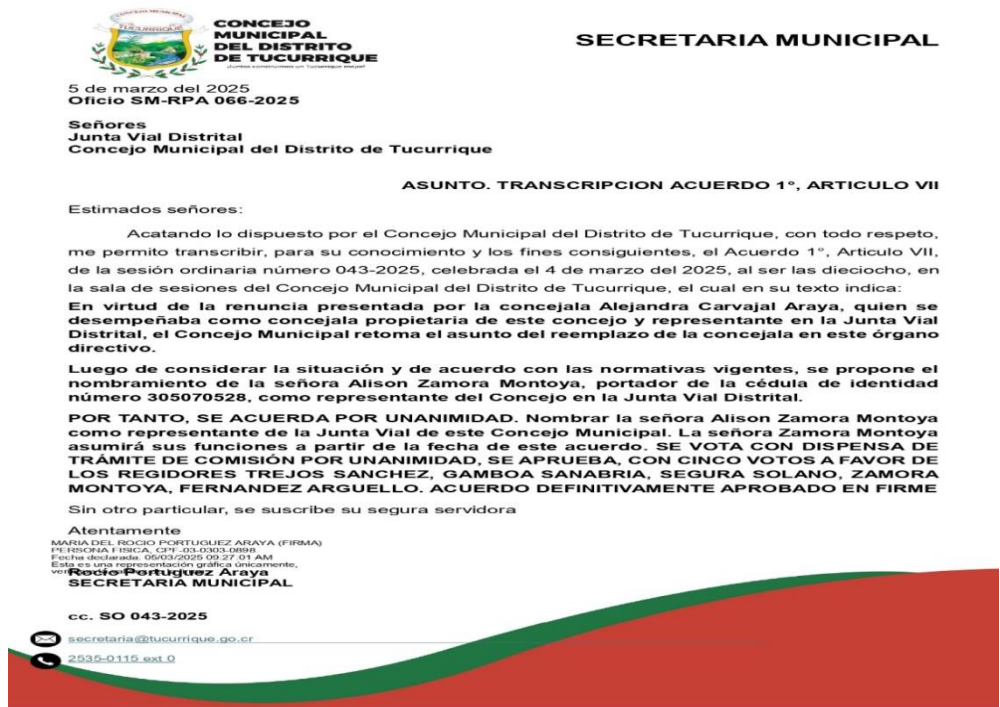 CONCEJO MUNICIPAL
TUCURRIQUE
CONCEJO
MUNICIPAL
DEL DISTRITO
DE TUCURRIQUE
SECRETARIA MUNICIPAL
5 de marzo del 2025
Oficio SM-RPA 066-2025
Señores
Junta Vial Distrital
Concejo Municipal del Distrito de Tucurrique
ASUNTO. TRANSCRIPCION ACUERDO 1°, ARTICULO VII
Estimados señores:
Acatando lo dispuesto por el Concejo Municipal del Distrito de Tucurrique, con todo respeto,
me permito transcribir, para su conocimiento y los fines consiguientes, el Acuerdo 1°, Articulo VII,
de la sesión ordinaria número 043-2025, celebrada el 4 de marzo del 2025, al ser las dieciocho, en
la sala de sesiones del Concejo Municipal del Distrito de Tucurrique, el cual en su texto indica:
En virtud de la renuncia presentada por la concejala Alejandra Carvajal Araya, quien se
desempeñaba como concejala propietaria de este concejo y representante en la Junta Vial
Distrital, el Concejo Municipal retoma el asunto del reemplazo de la concejala en este órgano
directivo.
Luego de considerar la situación y de acuerdo con las normativas vigentes, se propone el
nombramiento de la señora Alison Zamora Montoya, portador de la cédula de identidad
número 305070528, como representante del Concejo en la Junta Vial Distrital.
POR TANTO, SE ACUERDA POR UNANIMIDAD. Nombrar la señora Alison Zamora Montoya
como representante de la Junta Vial de este Concejo Municipal. La señora Zamora Montoya
asumirá sus funciones a partir de la fecha de este acuerdo. SE VOTA CON DISPENSA DE
TRÁMITE DE COMISIÓN POR UNANIMIDAD, SE APRUEBA, CON CINCO VOTOS A FAVOR DE
LOS REGIDORES TREJOS SANCHEZ, GAMBOA SANABRIA, SEGURA SOLANO, ZAMORA
MONTOYA, FERNANDEZ ARGUELLO. ACUERDO DEFINITIVAMENTE APROBADO EN FIRME
Sin otro particular, se suscribe su segura servidora
Atentamente
MARIA DEL ROCIO PORTUGUEZ ARAYA (FIRMA)
PERSONA FISICA, CPF-03-0303-0898.
Fecha declarada: 05/03/2025 09:27:01 AM
Esta es una representación gráfica únicamente,
Rocío Portuguez Araya
SECRETARIA MUNICIPAL
cc. SO 043-2025
secretaria@tucurrique.go.cr
2535-0115 ext 0